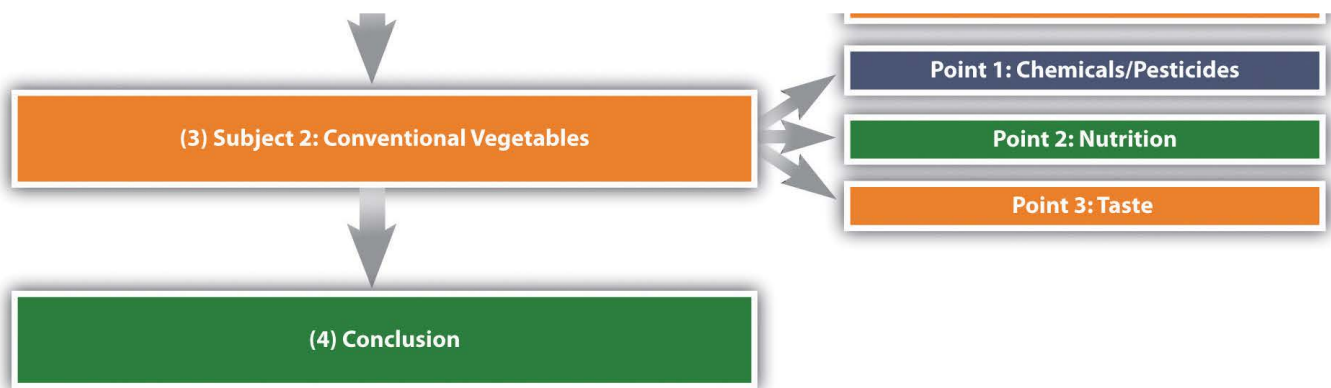 Point 1: Chemicals/Pesticides
(3) Subject 2: Conventional Vegetables
Point 2: Nutrition
Point 3: Taste
(4) Conclusion